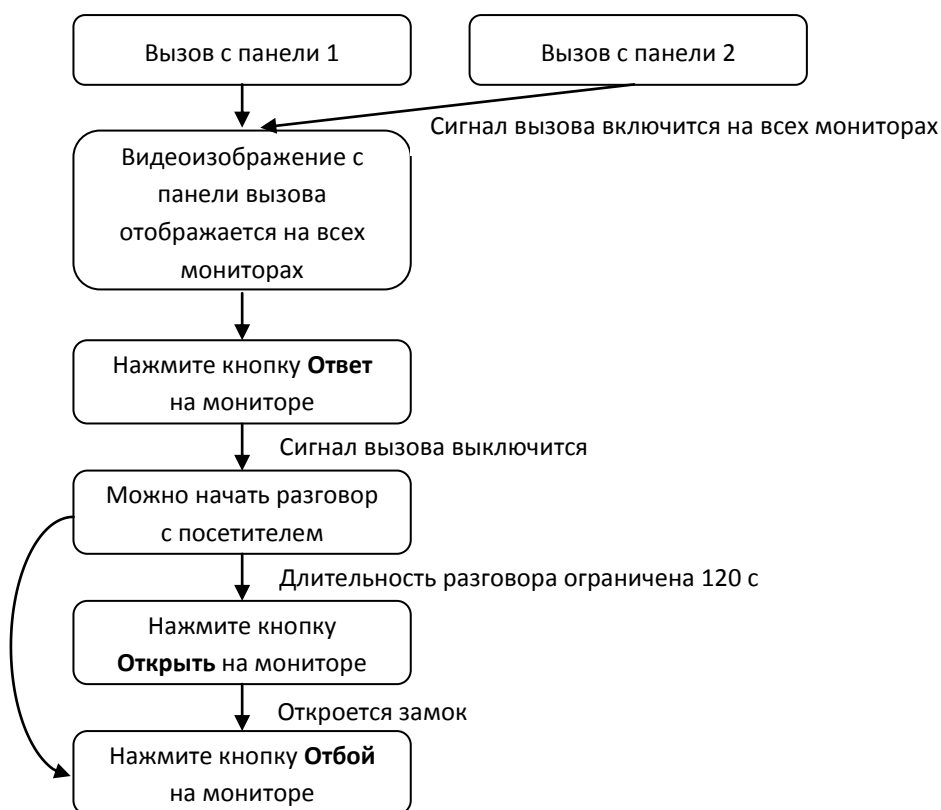 Вызов с панели 1
Вызов с панели 2
Сигнал вызова включится на всех мониторах
Видеоизображение с
панели вызова
отображается на всех
мониторах
Нажмите кнопку Ответ
на мониторе
Сигнал вызова выключится
Можно начать разговор
с посетителем
Длительность разговора ограничена 120 с
Нажмите кнопку
Открыть на мониторе
Откроется замок
Нажмите кнопку Отбой
на мониторе